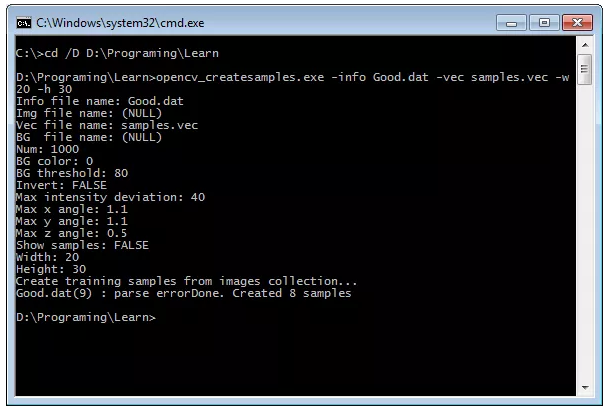 C:\Windows\system32\cmd.exe
C:\>cd /D D:\Programing\Learn
D:\Programing\Learn>opencv_createsamples.exe -info Good.dat -vec samples.vec -w
20 -h 30
Info file name: Good.dat
Img file name: (NULL)
Vec file name: samples.vec
BG  file name: (NULL)
Num: 1000
BG color: 0
BG threshold: 80
Invert: FALSE
Max intensity deviation: 40
Max x angle: 1.1
Max y angle: 1.1
Max z angle: 0.5
Show samples: FALSE
Width: 20
Height: 30
Create training samples from images collection...
Good.dat(9) : parse errorDone. Created 8 samples
D:\Programing\Learn>